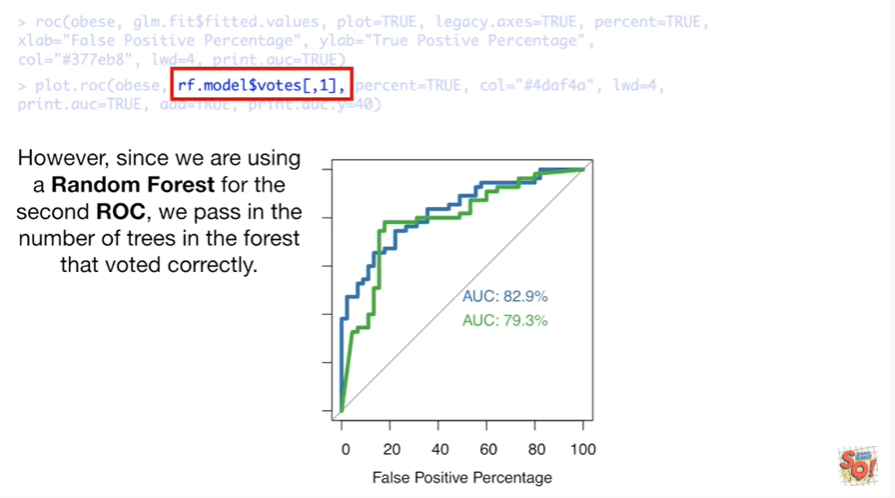 > roc(obese, glm.fit$fitted.values, plot=TRUE, legacy.axes=TRUE, percent=TRUE,
xlab="False Positive Percentage", ylab="True Postive Percentage",
col="#377eb8", lwd=4, print.auc=TRUE)
> plot.roc(obese, rf.model$votes[,1], percent=TRUE, col="#4daf4a", lwd=4,
print.auc=TRUE, add=TRUE, print.auc.y=40)
However, since we are using
a Random Forest for the
second ROC, we pass in the
number of trees in the forest
that voted correctly.
AUC: 82.9%
AUC: 79.3%
0 20 40 60 80 100
False Positive Percentage